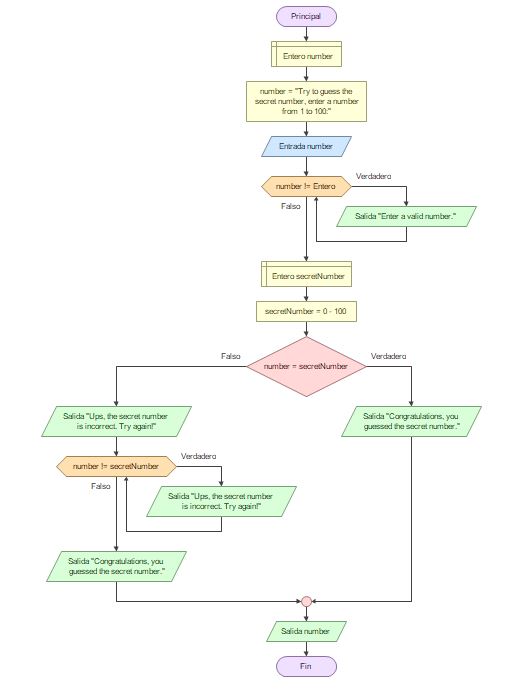 Principal
Entero number
number = "Try to guess the
secret number, enter a number
from 1 to 100:"
Entrada number
number != Entero
Verdadero
Falso
Salida "Enter a valid number."
Entero secretNumber
secretNumber = 0 - 100
number = secretNumber
Falso
Verdadero
Salida "Ups, the secret number
is incorrect. Try again!"
Salida "Congratulations, you
guessed the secret number."
number != secretNumber
Verdadero
Falso
Salida "Ups, the secret number
is incorrect. Try again!"
Salida "Congratulations, you
guessed the secret number."
Salida number
Fin